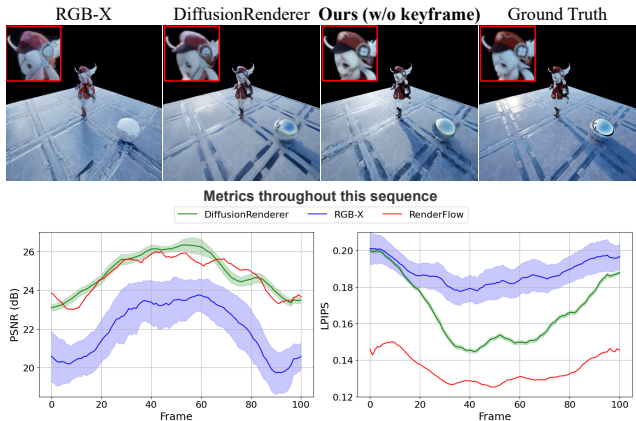 RGB-X DiffusionRenderer Ours (w/o keyframe) Ground Truth
Metrics throughout this sequence
DiffusionRenderer RGB-X RenderFlow
PSNR (dB)
26
24
22
20
0 20 40 60 80 100
Frame
LPIPS
0.20
0.18
0.16
0.14
0.12
0 20 40 60 80 100
Frame